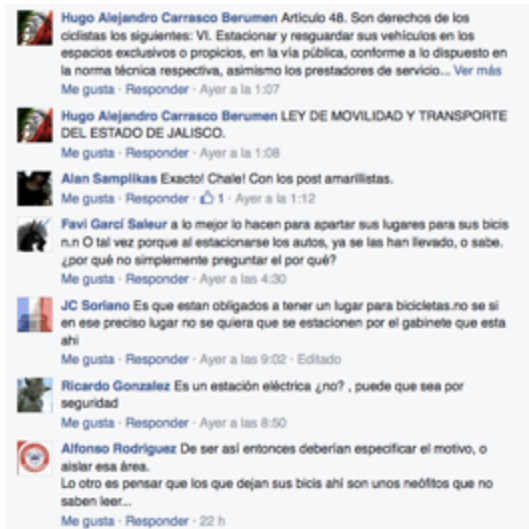 Hugo Alejandro Carrasco Berumen Artículo 48. Son derechos de los
ciclistas los siguientes: VI. Estacionar y resguardar sus vehículos en los
espacios exclusivos o propicios, en la vía pública, conforme a lo dispuesto en
la norma técnica respectiva, asimismo los prestadores de servicio... Ver más
Me gusta · Responder · Ayer a la 1:07
Hugo Alejandro Carrasco Berumen LEY DE MOVILIDAD Y TRANSPORTE
DEL ESTADO DE JALISCO.
Me gusta · Responder · Ayer a la 1:08
Alan Samplikas Exacto! Chale! Con los post amarillistas.
Me gusta · Responder · 1 · Ayer a la 1:12
Favi Garcí Saleur a lo mejor lo hacen para apartar sus lugares para sus bicis
n.n O tal vez porque al estacionarse los autos, ya se las han llevado, o sabe.
¿por qué no simplemente preguntar el por qué?
Me gusta · Responder · Ayer a las 4:30
JC Soriano Es que estan obligados a tener un lugar para bicicletas.no se si
en ese preciso lugar no se quiera que se estacionen por el gabinete que esta
ahi
Me gusta · Responder · Ayer a las 9:02 · Editado
Ricardo Gonzalez Es un estación eléctrica ¿no? , puede que sea por
seguridad
Me gusta · Responder · Ayer a las 8:50
Alfonso Rodriguez De ser así entonces deberían especificar el motivo, o
aislar esa área.
Lo otro es pensar que los que dejan sus bicis ahí son unos neófitos que no
saben leer...
Me gusta · Responder · 22 h